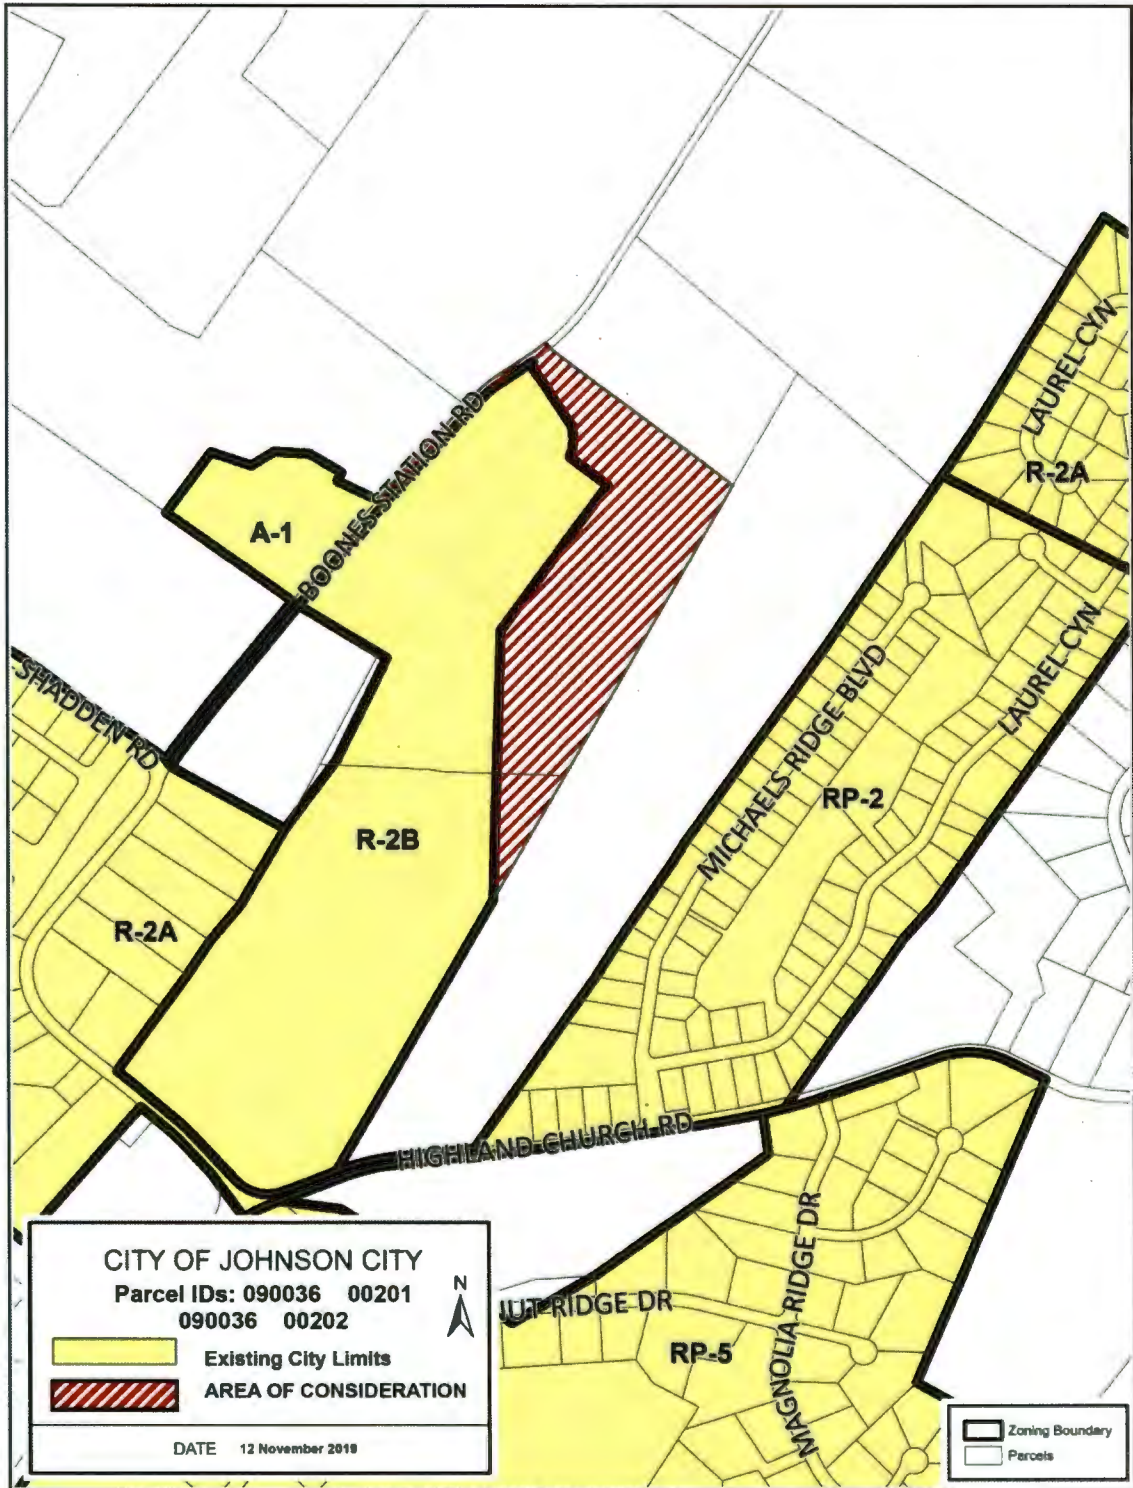 LAUREL CYN
R-2A
BOONES STATION RD
A-1
LAUREL CYN
SHADDEN RD
MICHAELS RIDGE BLVD
RP-2
R-2B
R-2A
HIGHLAND CHURCH RD
MAGNOLIA RIDGE DR
UT RIDGE DR
RP-5
CITY OF JOHNSON CITY
Parcel IDs: 090036 00201
090036 00202
N
Existing City Limits
AREA OF CONSIDERATION
DATE 12 November 2019
Zoning Boundary
Parcels